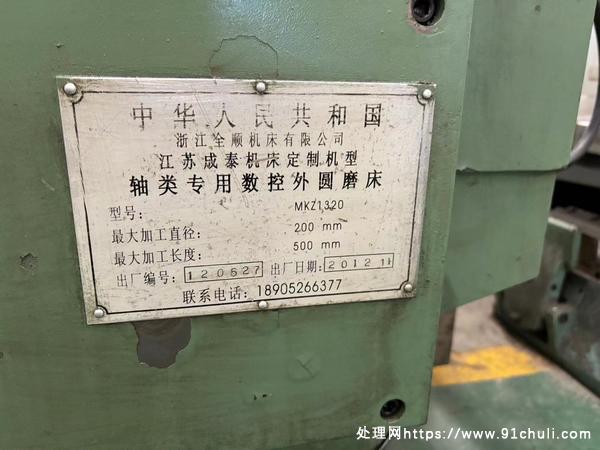 中华人民共和国
浙江全顺机床有限公司
江苏成泰机床定制机型
轴类专用数控外圆磨床
型号: MKZ1320
最大加工直径: 200 mm
最大加工长度: 500 mm
出厂编号: 120527 出厂日期: 2012.11
联系电话: 18905266377
处理网https://www.91chuli.com/